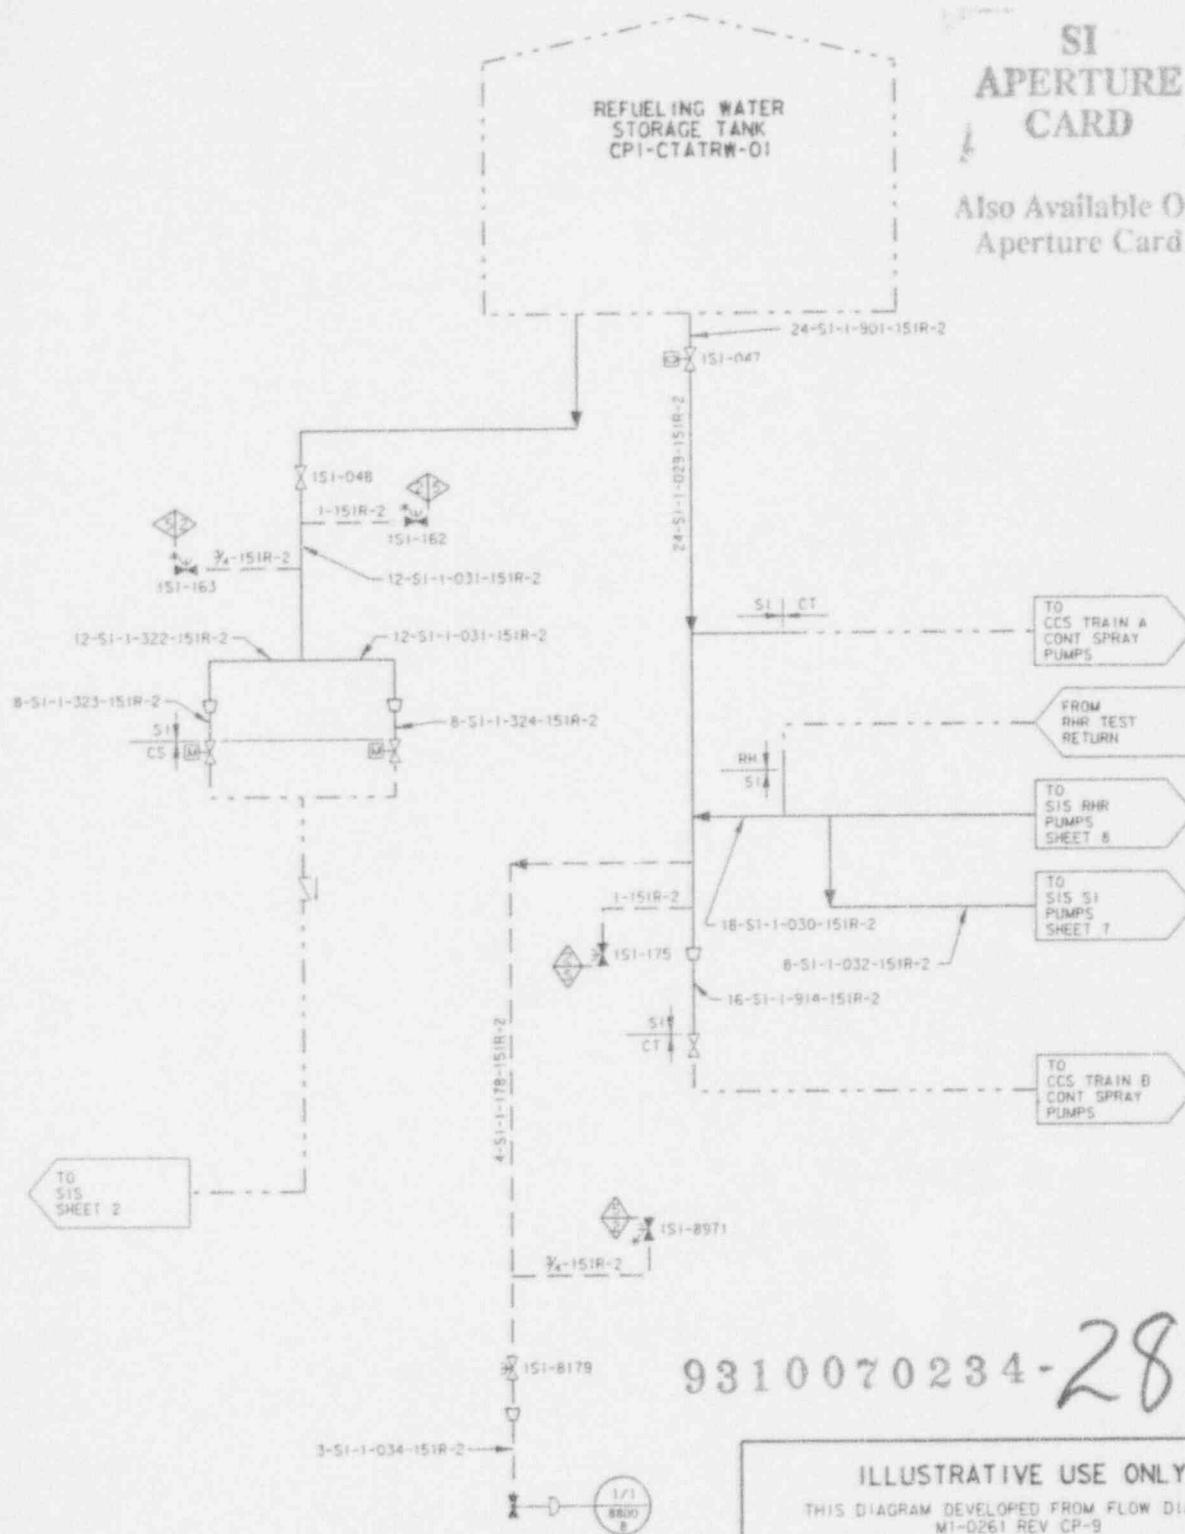 SI
APERTURE
CARD
Also Available O
Aperture Card
REFUELING WATER
STORAGE TANK
CP1-CTATRW-01
24-SI-1-901-151R-2
1SI-047
24-SI-1-029-151R-2
1SI-048
1-151R-2
1SI-162
3/4-151R-2
1SI-163
12-SI-1-031-151R-2
12-SI-1-322-151R-2
12-SI-1-031-151R-2
8-SI-1-323-151R-2
8-SI-1-324-151R-2
SI
CS
M
M
SI
CT
TO
CCS TRAIN A
CONT SPRAY
PUMPS
FROM
RHR TEST
RETURN
RH
SI
TO
SIS RHR
PUMPS
SHEET 8
TO
SIS SI
PUMPS
SHEET 7
1-151R-2
1SI-175
18-SI-1-030-151R-2
8-SI-1-032-151R-2
16-SI-1-914-151R-2
SI
CT
4-SI-1-178-151R-2
TO
CCS TRAIN B
CONT SPRAY
PUMPS
TO
SIS
SHEET 2
1SI-8971
3/4-151R-2
1SI-8179
9310070234-28
3-SI-1-034-151R-2
1/1
8800
B
ILLUSTRATIVE USE ONLY
THIS DIAGRAM DEVELOPED FROM FLOW DI
M1-0261 REV CP-9